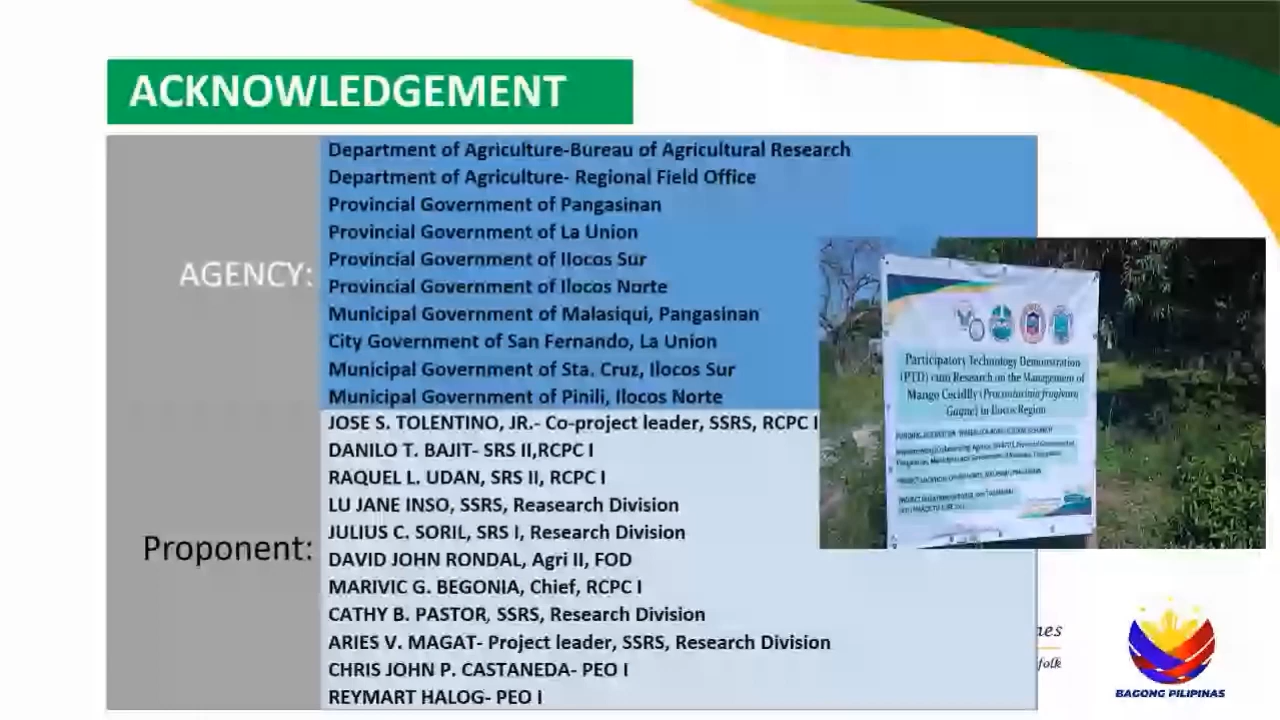 ACKNOWLEDGEMENT
AGENCY:
Department of Agriculture-Bureau of Agricultural Research
Department of Agriculture- Regional Field Office
Provincial Government of Pangasinan
Provincial Government of La Union
Provincial Government of Ilocos Sur
Provincial Government of Ilocos Norte
Municipal Government of Malasiqui, Pangasinan
City Government of San Fernando, La Union
Municipal Government of Sta. Cruz, Ilocos Sur
Municipal Government of Pinili, Ilocos Norte
Proponent:
JOSE S. TOLENTINO, JR.- Co-project leader, SSRS, RCPC I
DANILO T. BAJIT- SRS II,RCPC I
RAQUEL L. UDAN, SRS II, RCPC I
LU JANE INSO, SSRS, Reasearch Division
JULIUS C. SORIL, SRS I, Research Division
DAVID JOHN RONDAL, Agri II, FOD
MARIVIC G. BEGONIA, Chief, RCPC I
CATHY B. PASTOR, SSRS, Research Division
ARIES V. MAGAT- Project leader, SSRS, Research Division
CHRIS JOHN P. CASTANEDA- PEO I
REYMART HALOG- PEO I
Participatory Technology Demonstration
(PTD) cum Research on the Management of
Mango Cecidfly (Procontarinia frugivora
Gagne) in Ilocos Region
nes
folk
BAGONG PILIPINAS